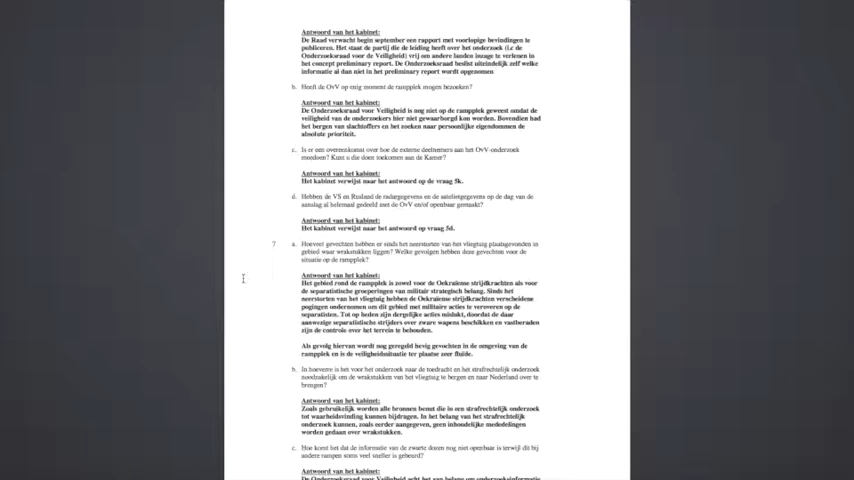 Antwoord van het kabinet:
De Raad verwacht begin september een rapport met voorlopige bevindingen te
publiceren. Het staat de partij die de leiding heeft over het onderzoek (i.c de
Onderzoeksraad voor de Veiligheid) vrij om andere landen inzage te verlenen in
het concept preliminary report. De Onderzoeksraad beslist uiteindelijk zelf welke
informatie al dan niet in het preliminary report wordt opgenomen
b. Heeft de OvV op enig moment de rampplek mogen bezoeken?
Antwoord van het kabinet:
De Onderzoeksraad voor Veiligheid is nog niet op de rampplek geweest omdat de
veiligheid van de onderzoekers hier niet gewaarborgd kon worden. Bovendien had
het bergen van slachtoffers en het zoeken naar persoonlijke eigendommen de
absolute prioriteit.
c. Is er een overeenkomst over hoe de externe deelnemers aan het OvV-onderzoek
meedoen? Kunt u die doen toekomen aan de Kamer?
Antwoord van het kabinet:
Het kabinet verwijst naar het antwoord op de vraag 5k.
d. Hebben de VS en Rusland de radargegevens en de satelietgegevens op de dag van de
aanslag al helemaal gedeeld met de OvV en/of openbaar gemaakt?
Antwoord van het kabinet:
Het kabinet verwijst naar het antwoord op vraag 5d.
7 a. Hoeveel gevechten hebben er sinds het neerstorten van het vliegtuig plaatsgevonden in
gebied waar wrakstukken liggen? Welke gevolgen hebben deze gevechten voor de
situatie op de rampplek?
Antwoord van het kabinet:
Het gebied rond de rampplek is zowel voor de Oekraïense strijdkrachten als voor
de separatistische groeperingen van militair strategisch belang. Sinds het
neerstorten van het vliegtuig hebben de Oekraïense strijdkrachten verscheidene
pogingen ondernomen om dit gebied met militaire acties te veroveren op de
separatisten. Tot op heden zijn dergelijke acties mislukt, doordat de daar
aanwezige separatistische strijders over zware wapens beschikken en vastberaden
zijn de controle over het terrein te behouden.
Als gevolg hiervan wordt nog geregeld hevig gevochten in de omgeving van de
rampplek en is de veiligheidssituatie ter plaatse zeer fluïde.
b. In hoeverre is het voor het onderzoek naar de toedracht en het strafrechtelijk onderzoek
noodzakelijk om de wrakstukken van het vliegtuig te bergen en naar Nederland over te
brengen?
Antwoord van het kabinet:
Zoals gebruikelijk worden alle bronnen benut die in een strafrechtelijk onderzoek
tot waarheidsvinding kunnen bijdragen. In het belang van het strafrechtelijk
onderzoek kunnen, zoals eerder aangegeven, geen inhoudelijke mededelingen
worden gedaan over wrakstukken.
c. Hoe komt het dat de informatie van de zwarte dozen nog niet openbaar is terwijl dit bij
andere rampen soms veel sneller is gebeurd?
Antwoord van het kabinet:
De Onderzoeksraad voor Veiligheid acht het van belang om onderzoeksinformatie